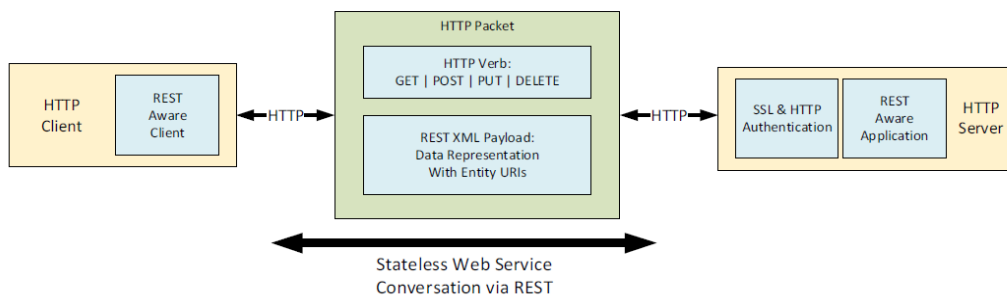 HTTP Packet
HTTP Verb:
GET | POST | PUT | DELETE
HTTP
Client
REST
Aware
Client
HTTP
REST XML Payload:
Data Representation
With Entity URIs
HTTP
SSL & HTTP
Authentication
REST
Aware
Application
HTTP
Server
Stateless Web Service
Conversation via REST